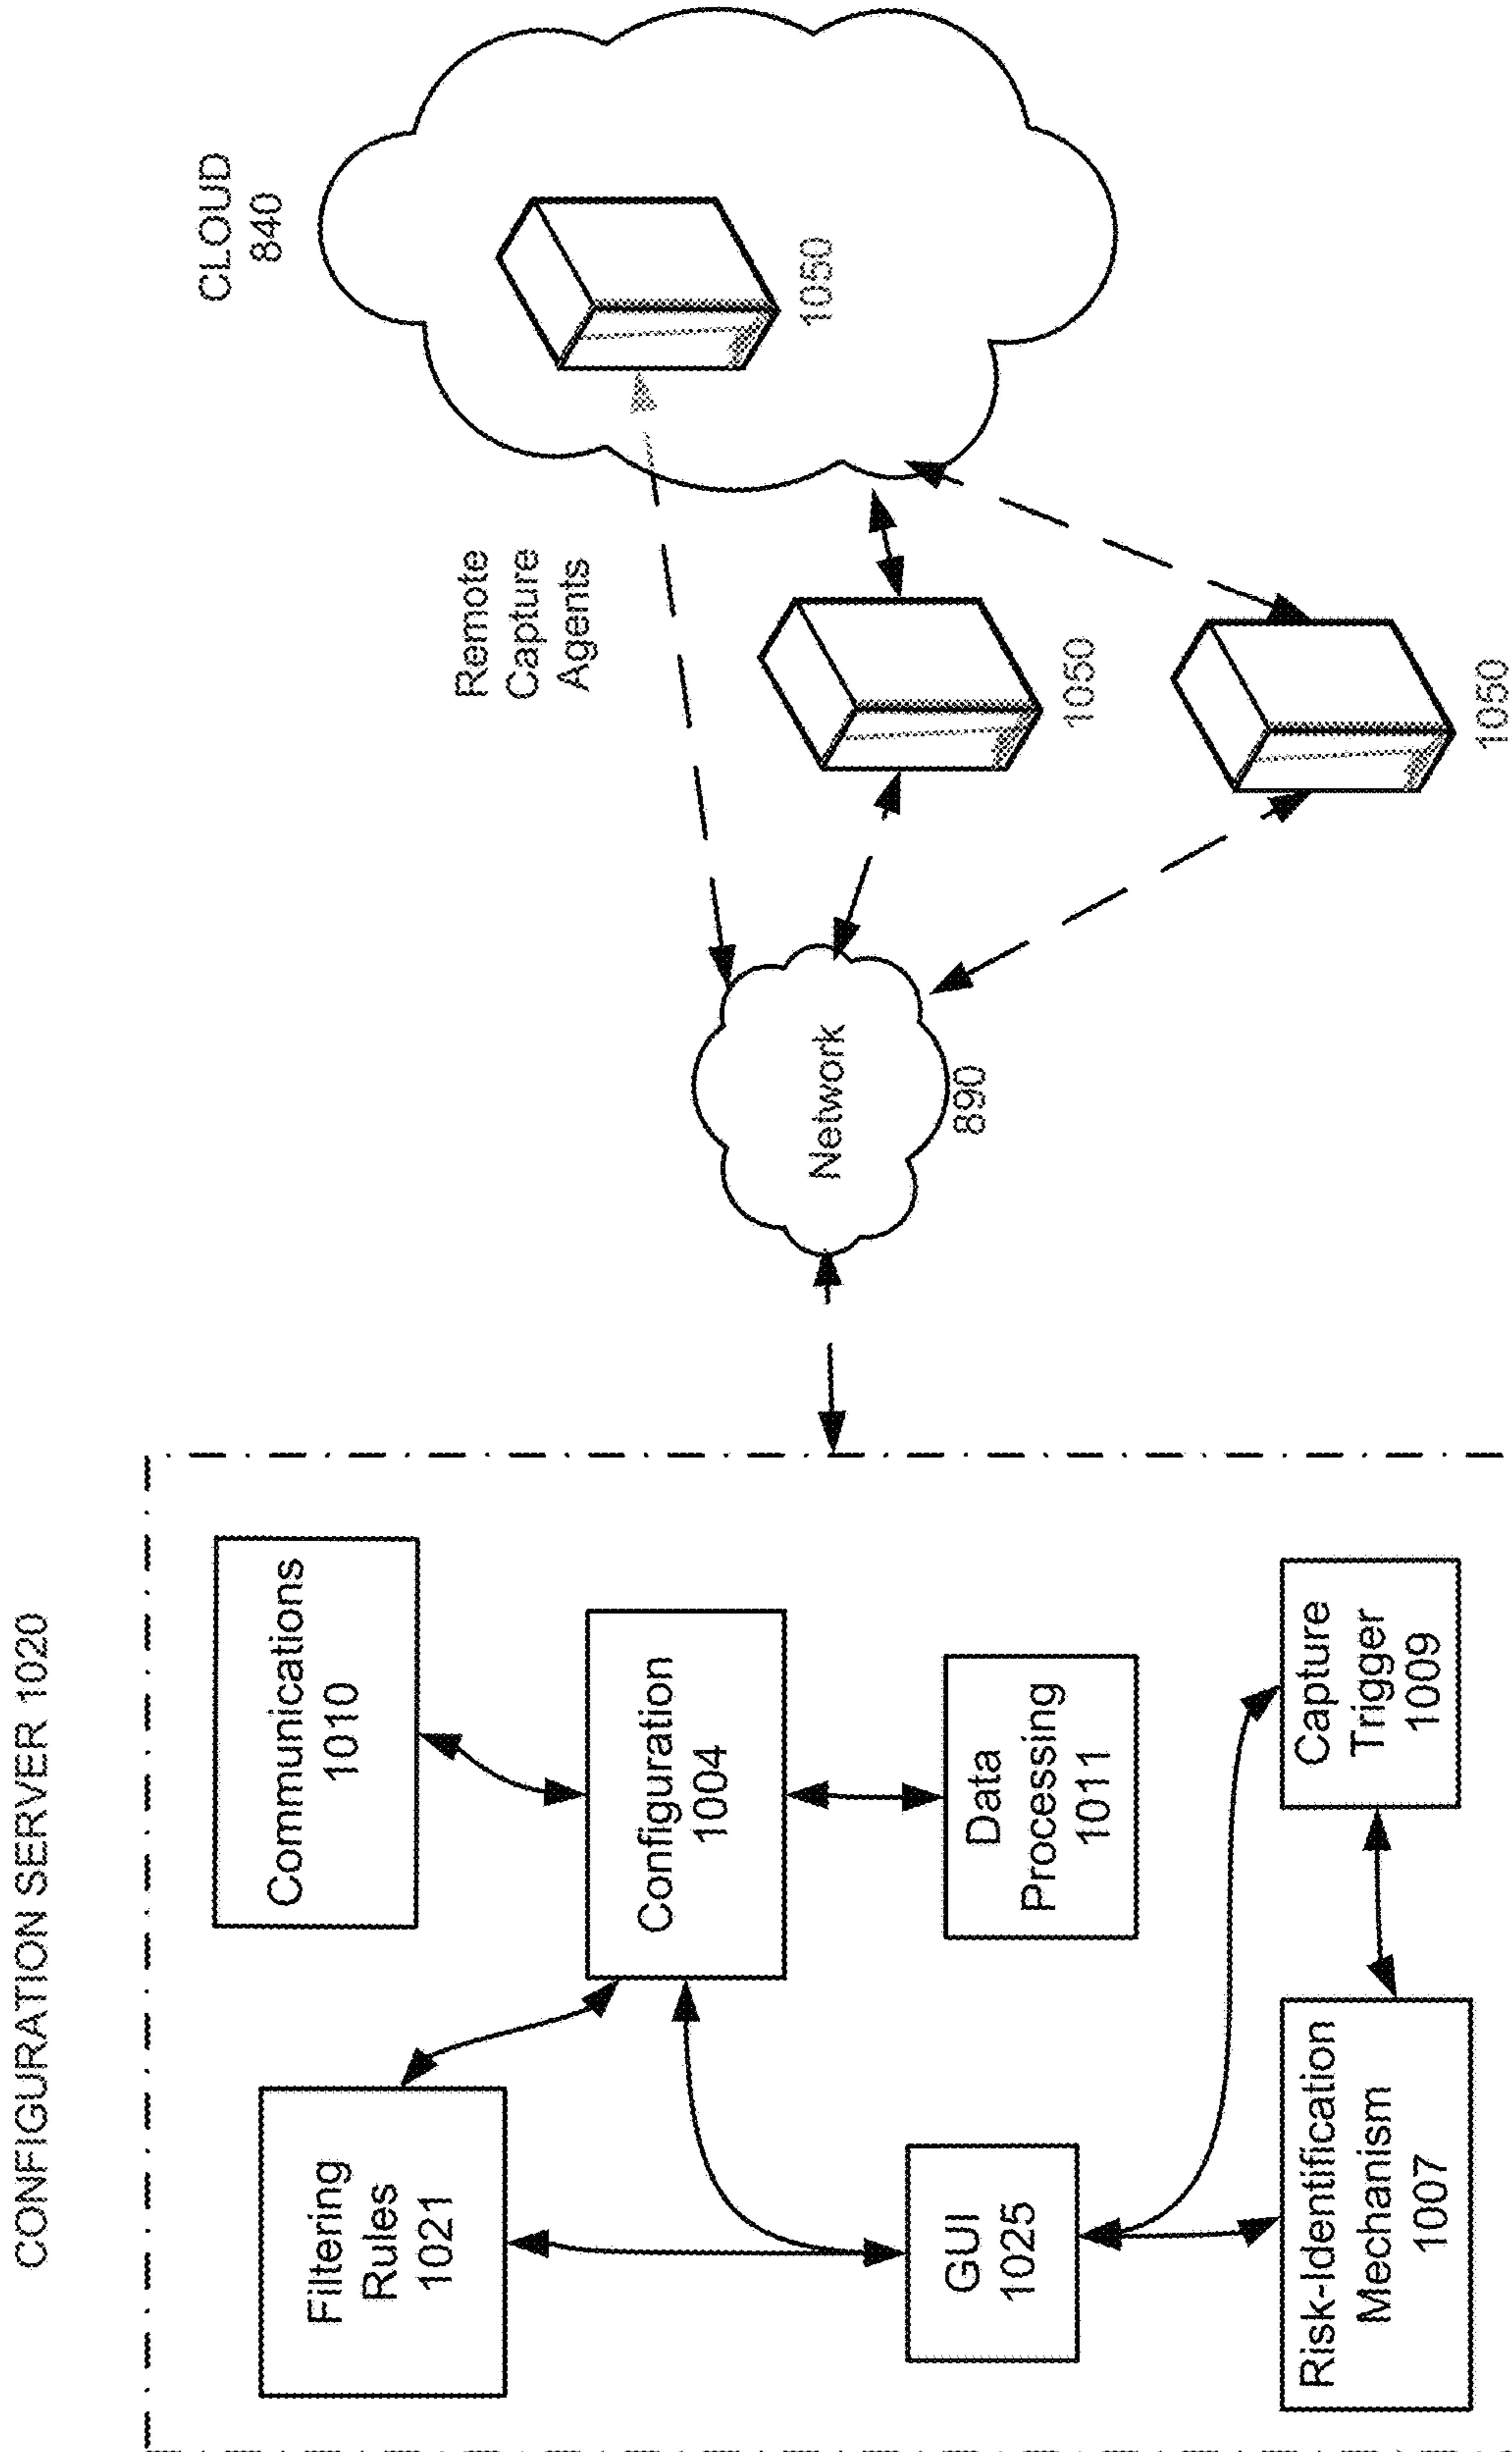 CONFIGURATION SERVER 1020
Filtering
Rules
1021
Communications
1010
Configuration
1004
GUI
1025
Data
Processing
1011
Risk-Identification
Mechanism
1007
Capture
Trigger
1009
Network
890
Remote
Capture
Agents
CLOUD
840
1050
1050
1050